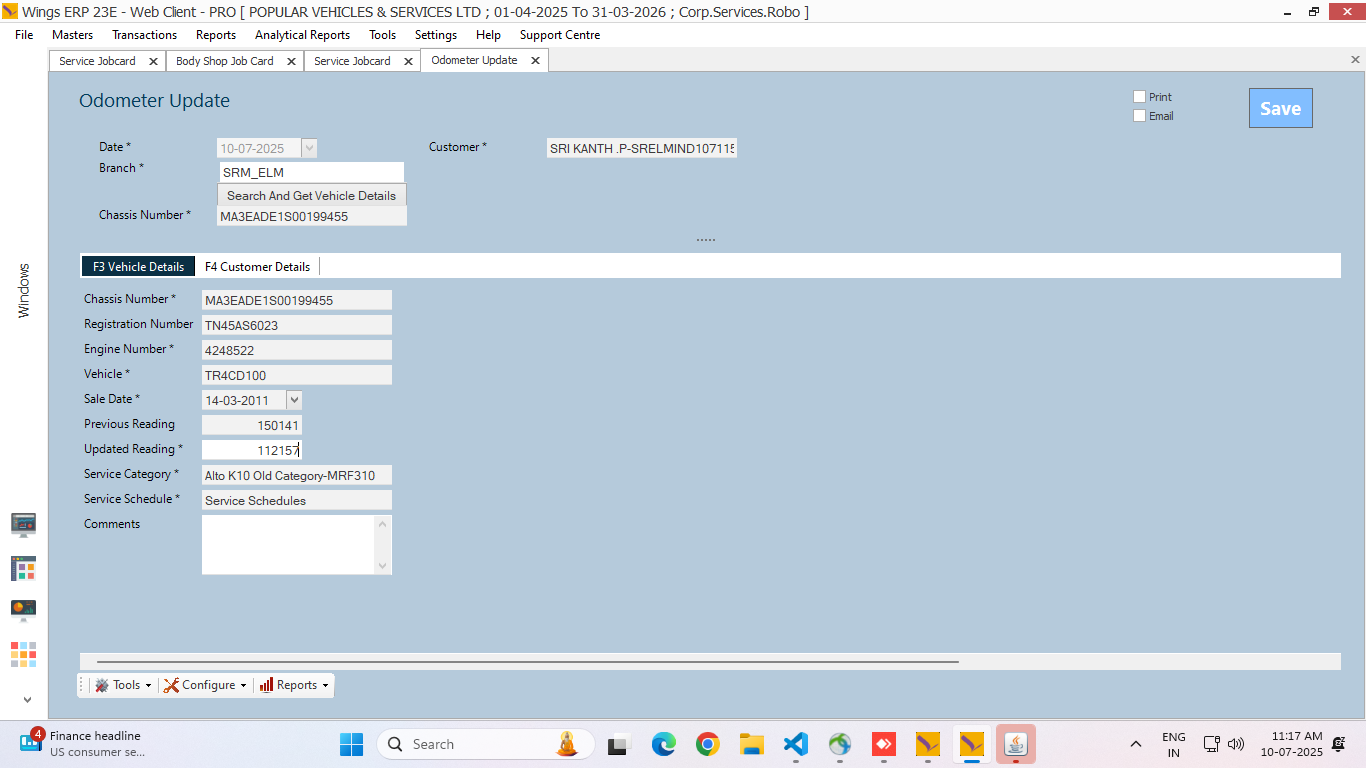 Wings ERP 23E - Web Client - PRO [ POPULAR VEHICLES & SERVICES LTD ; 01-04-2025 To 31-03-2026 ; Corp.Services.Robo ]
File Masters Transactions Reports Analytical Reports Tools Settings Help Support Centre
Service Jobcard Body Shop Job Card Service Jobcard Odometer Update
Odometer Update
Print
Email
Save
Date * 10-07-2025 Customer * SRI KANTH .P-SRELMIND107115
Branch * SRM_ELM
Search And Get Vehicle Details
Chassis Number * MA3EADE1S00199455
F3 Vehicle Details F4 Customer Details
Windows
Chassis Number * MA3EADE1S00199455
Registration Number TN45AS6023
Engine Number * 4248522
Vehicle * TR4CD100
Sale Date * 14-03-2011
Previous Reading 150141
Updated Reading * 112157
Service Category * Alto K10 Old Category-MRF310
Service Schedule * Service Schedules
Comments
Tools Configure Reports
4
Finance headline
US consumer se...
Search
ENG
IN
11:17 AM
10-07-2025